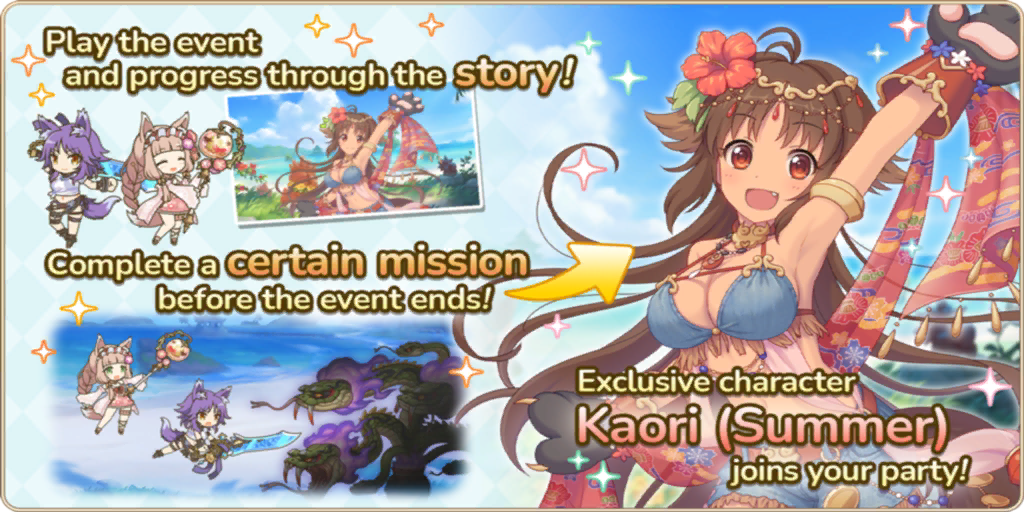 Play the event
and progress through the story!
Complete a certain mission
before the event ends!
Exclusive character
Kaori (Summer)
joins your party!